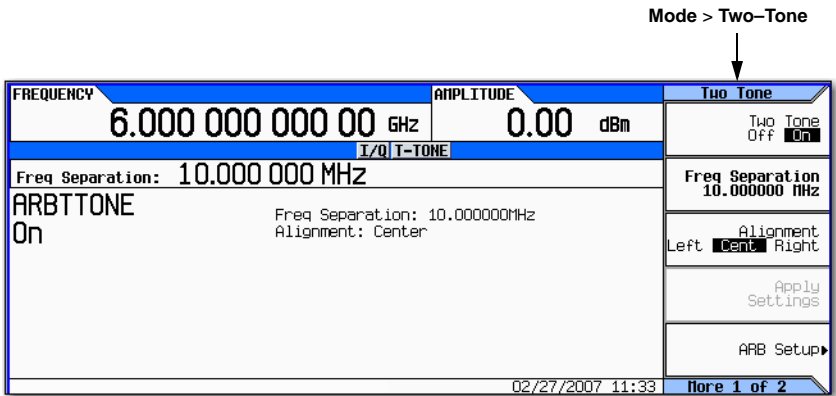 Mode > Two–Tone
FREQUENCY
6.000 000 000 00 GHz
AMPLITUDE
0.00 dBm
I/Q T-TONE
Freq Separation: 10.000 000 MHz
ARBTTONE
On
Freq Separation: 10.000000MHz
Alignment: Center
02/27/2007 11:33
Two Tone
Two Tone
Off On
Freq Separation
10.000000 MHz
Alignment
Left Cent Right
Apply
Settings
ARB Setup
More 1 of 2